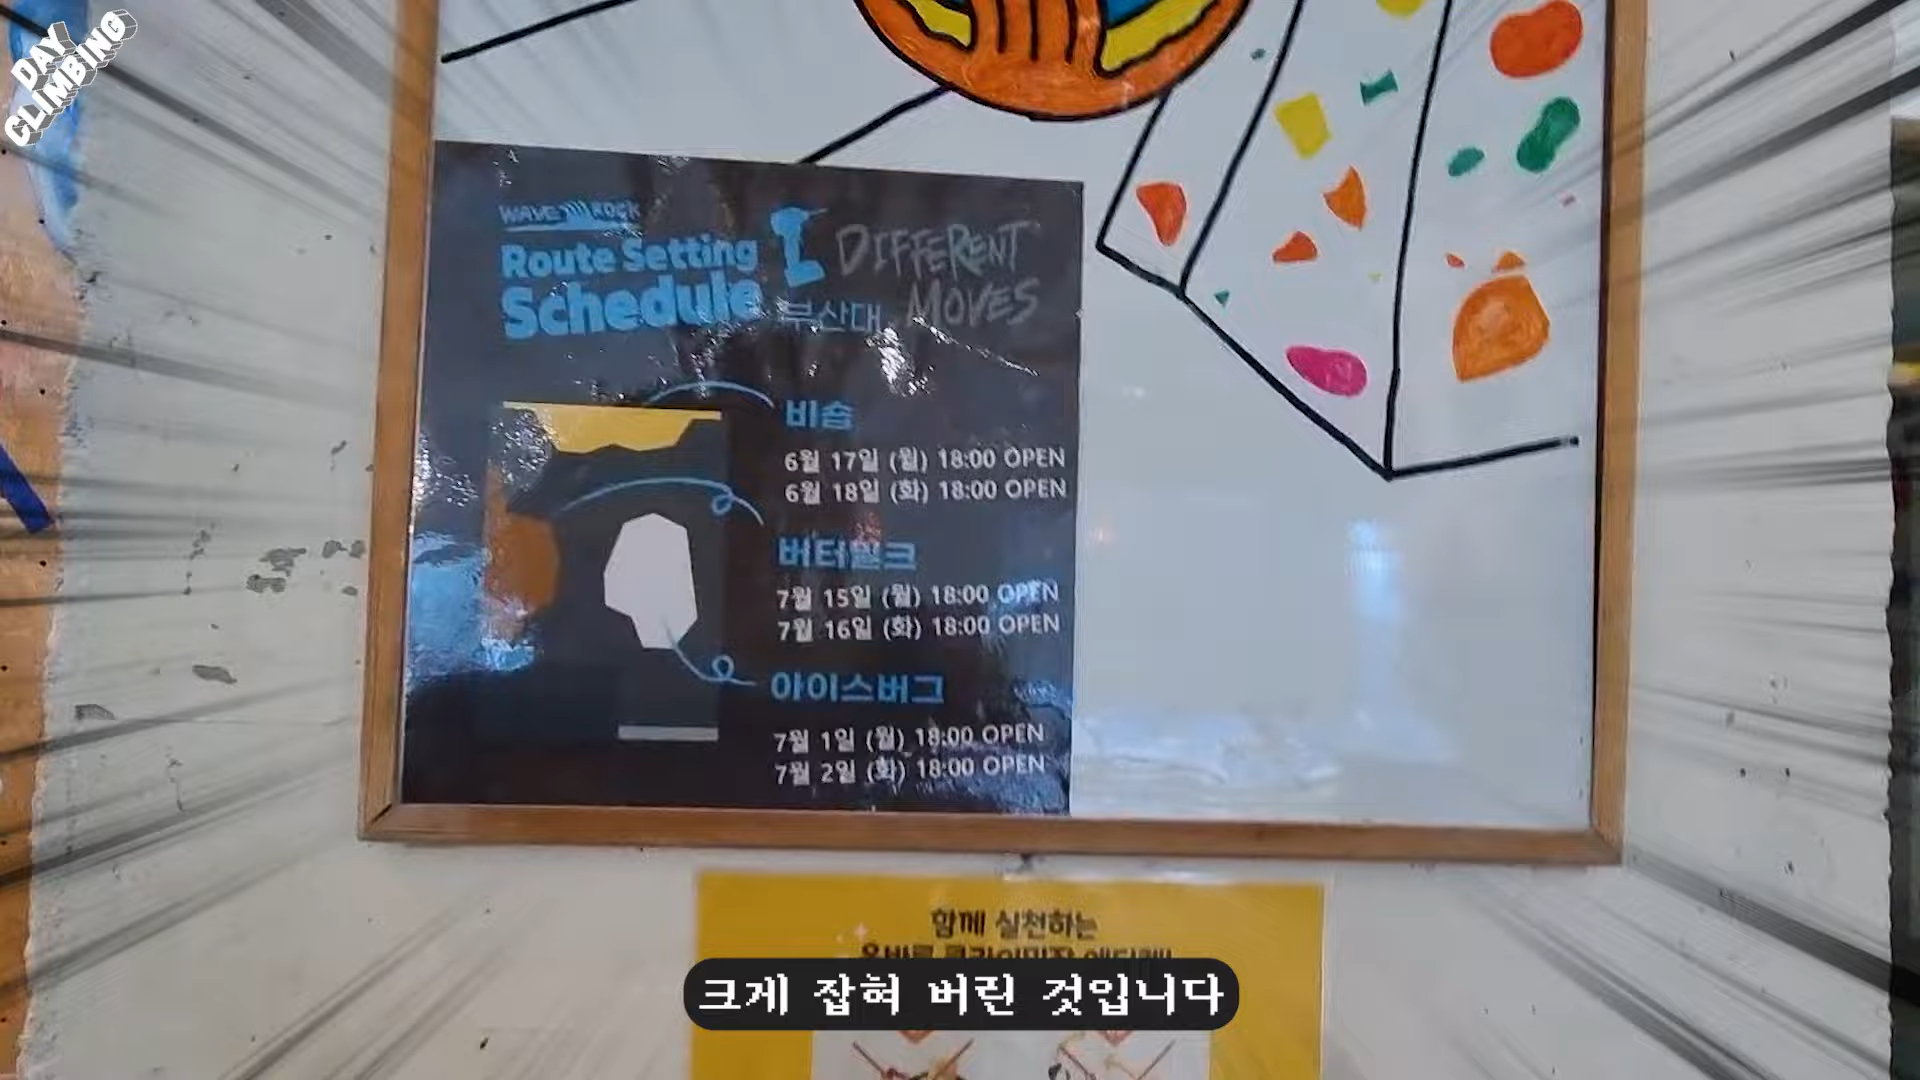 DAY
CLIMBING
WAVE ROCK
Route Setting
Schedule
부산대
DIFFERENT
MOVES
비숍
6월 17일 (월) 18:00 OPEN
6월 18일 (화) 18:00 OPEN
버터밀크
7월 15일 (월) 18:00 OPEN
7월 16일 (화) 18:00 OPEN
아이스버그
7월 1일 (월) 18:00 OPEN
7월 2일 (화) 18:00 OPEN
함께 실천하는
크게 잡혀 버린 것입니다